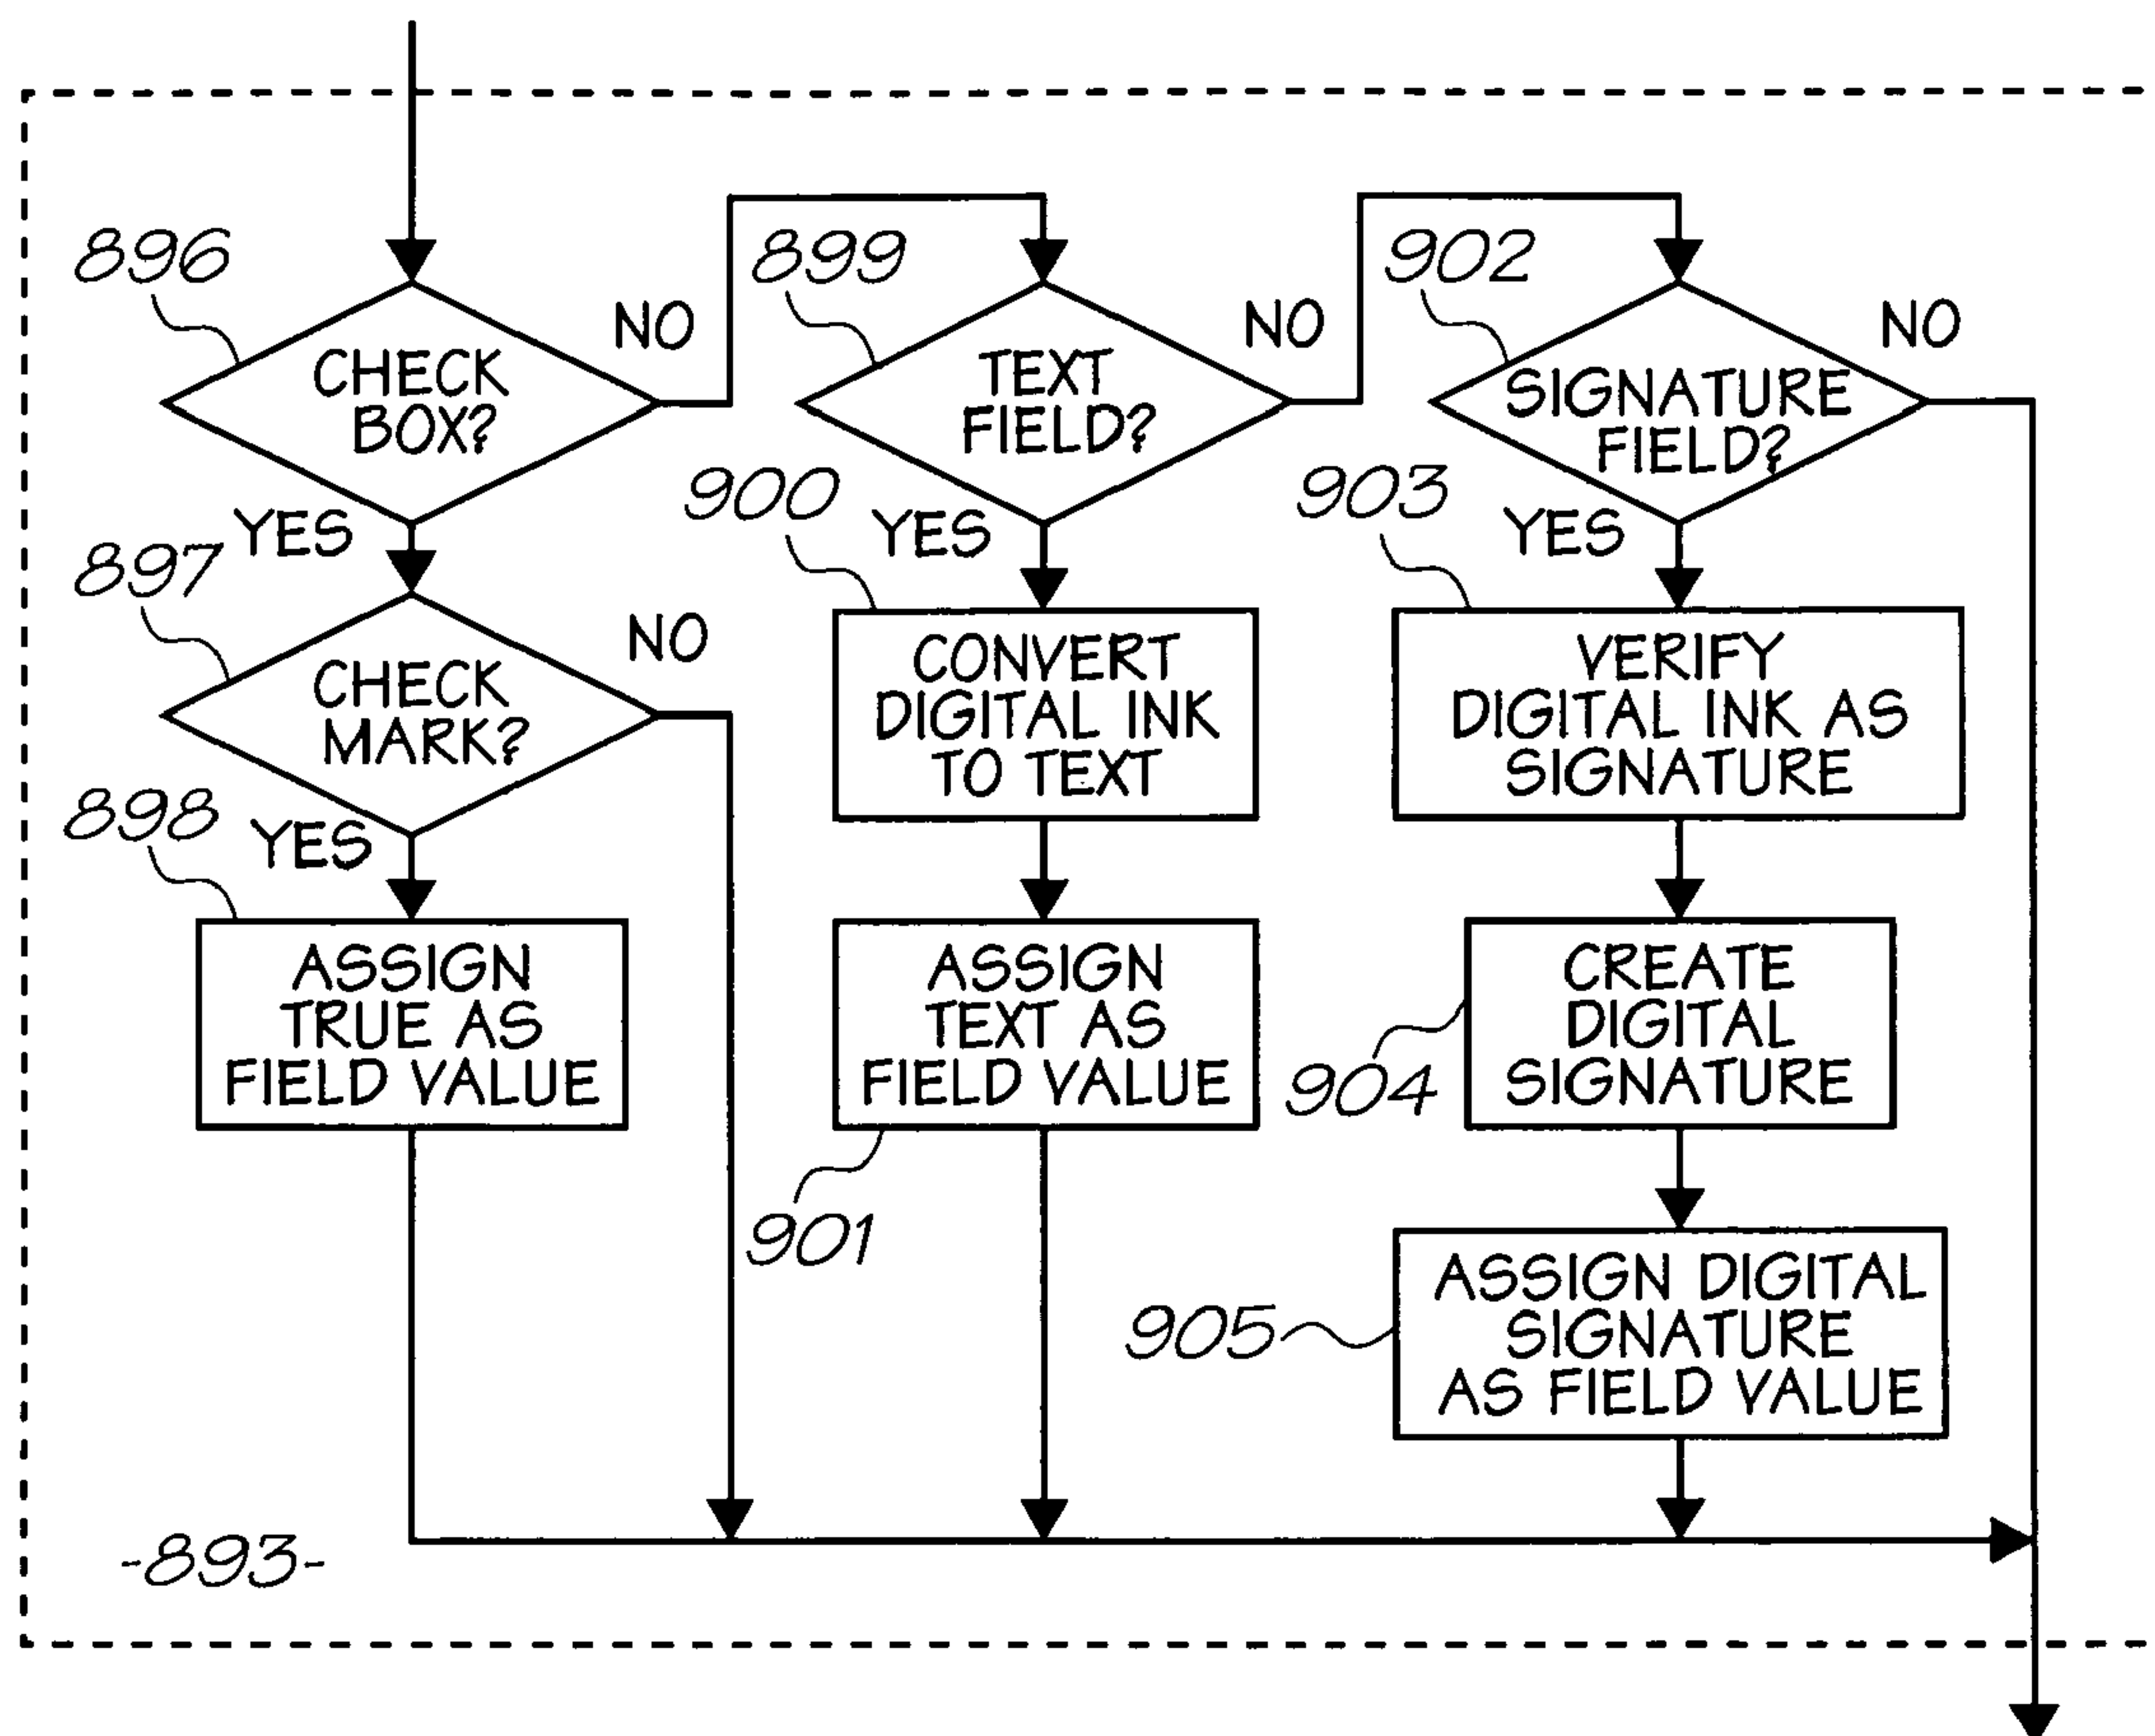 896
CHECK
BOX?
NO
YES
897
CHECK
MARK?
NO
YES
898
ASSIGN
TRUE AS
FIELD VALUE
899
TEXT
FIELD?
NO
900
YES
CONVERT
DIGITAL INK
TO TEXT
ASSIGN
TEXT AS
FIELD VALUE
901
902
SIGNATURE
FIELD?
NO
903
YES
VERIFY
DIGITAL INK AS
SIGNATURE
CREATE
DIGITAL
SIGNATURE
904
ASSIGN DIGITAL
SIGNATURE
AS FIELD VALUE
905
-893-